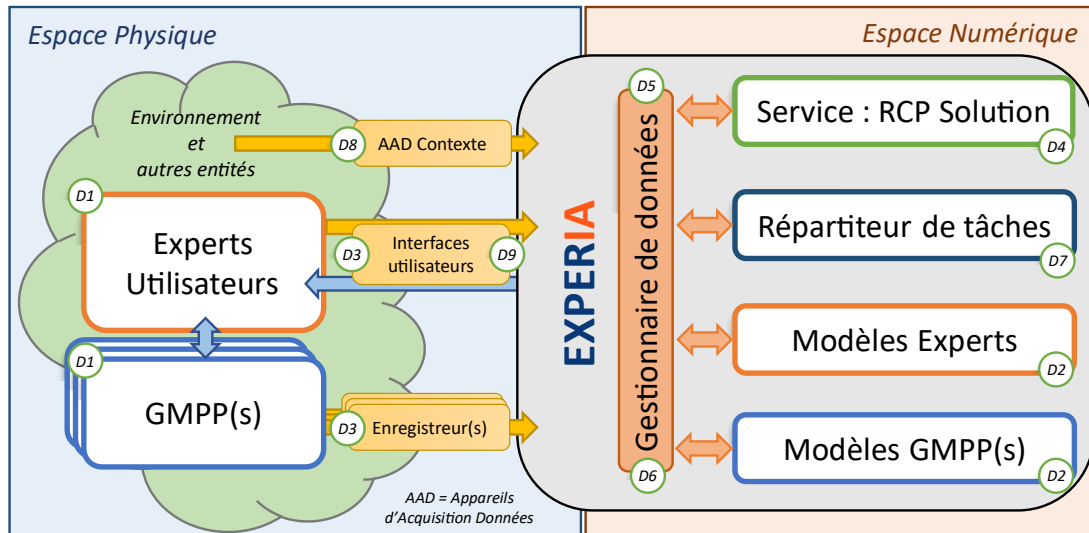 Espace Physique
Espace Numérique
Environnement
et
autres entités
D8
AAD Contexte
D1
Experts
Utilisateurs
D3
Interfaces
utilisateurs
D9
D1
GMPP(s)
D3
Enregistreur(s)
AAD = Appareils
d'Acquisition Données
EXPERIA
D5
Gestionnaire de données
D6
Service : RCP Solution
D4
Répartiteur de tâches
D7
Modèles Experts
D2
Modèles GMPP(s)
D2